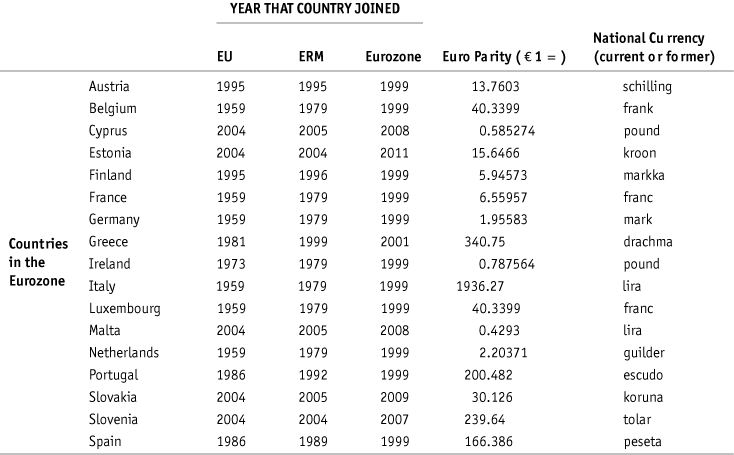 YEAR THAT COUNTRY JOINED
National Currency
EU ERM Eurozone Euro Parity (€1 = ) (current or former)
Austria 1995 1995 1999 13.7603 schilling
Belgium 1959 1979 1999 40.3399 frank
Cyprus 2004 2005 2008 0.585274 pound
Estonia 2004 2004 2011 15.6466 kroon
Finland 1995 1996 1999 5.94573 markka
France 1959 1979 1999 6.55957 franc
Germany 1959 1979 1999 1.95583 mark
Countries Greece 1981 1999 2001 340.75 drachma
in the Ireland 1973 1979 1999 0.787564 pound
Eurozone Italy 1959 1979 1999 1936.27 lira
Luxembourg 1959 1979 1999 40.3399 franc
Malta 2004 2005 2008 0.4293 lira
Netherlands 1959 1979 1999 2.20371 guilder
Portugal 1986 1992 1999 200.482 escudo
Slovakia 2004 2005 2009 30.126 koruna
Slovenia 2004 2004 2007 239.64 tolar
Spain 1986 1989 1999 166.386 peseta